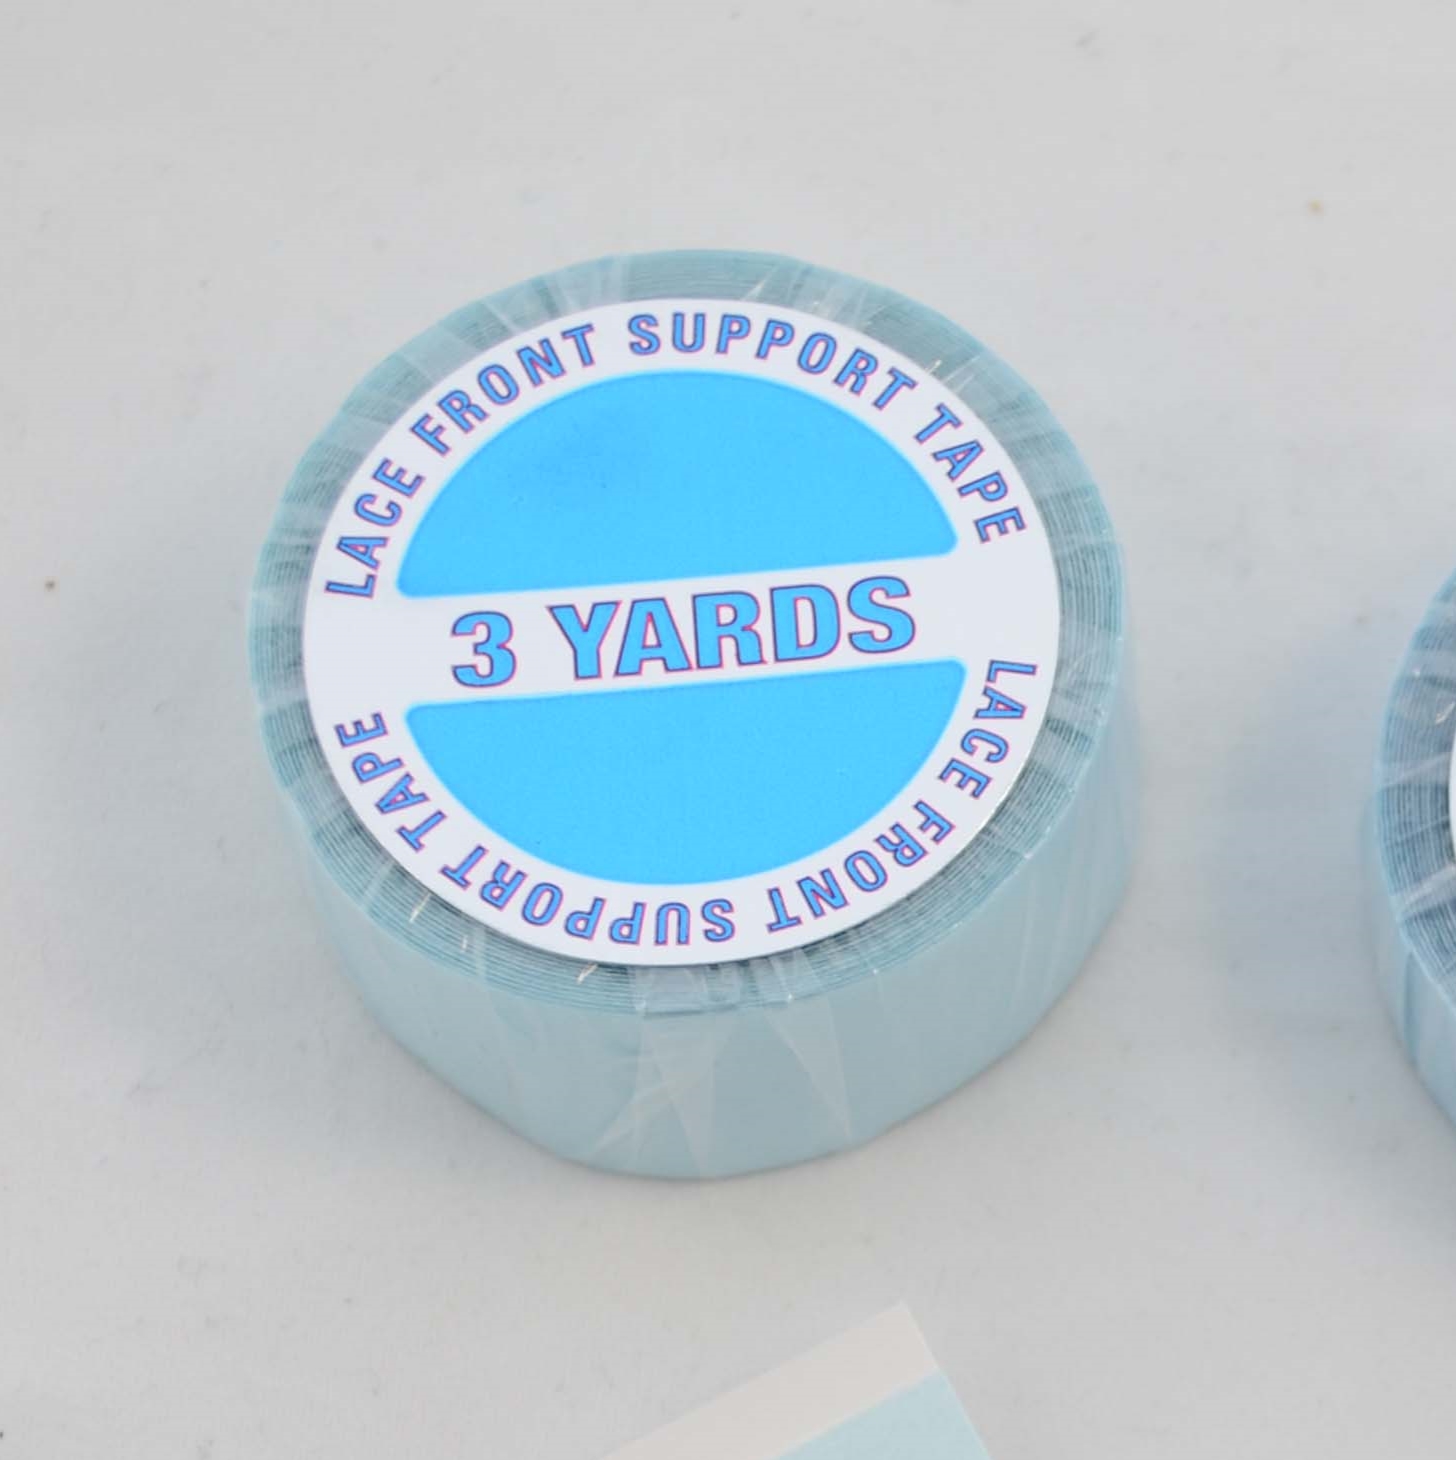 LACE FRONT SUPPORT TAPE
3 YARDS
LACE FRONT SUPPORT TAPE